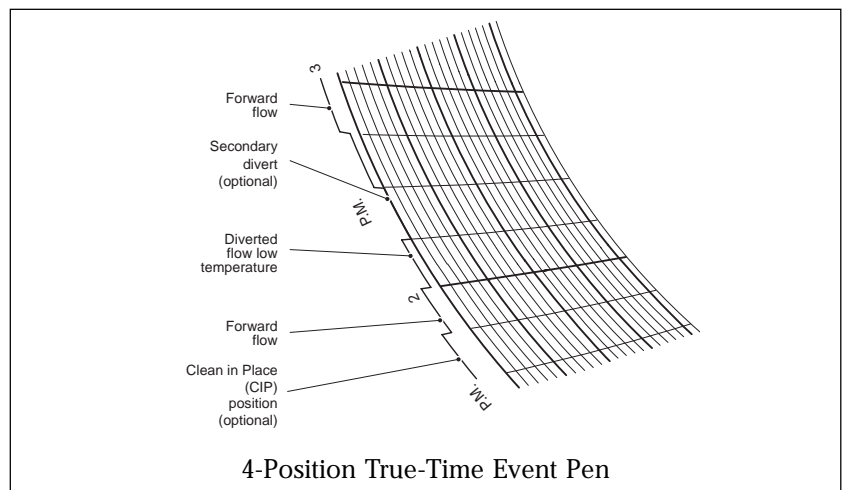 3
Forward
flow
Secondary
divert
(optional)
P.M.
Diverted
flow low
temperature
2
Forward
flow
Clean in Place
(CIP)
position
(optional)
P.M.
4-Position True-Time Event Pen